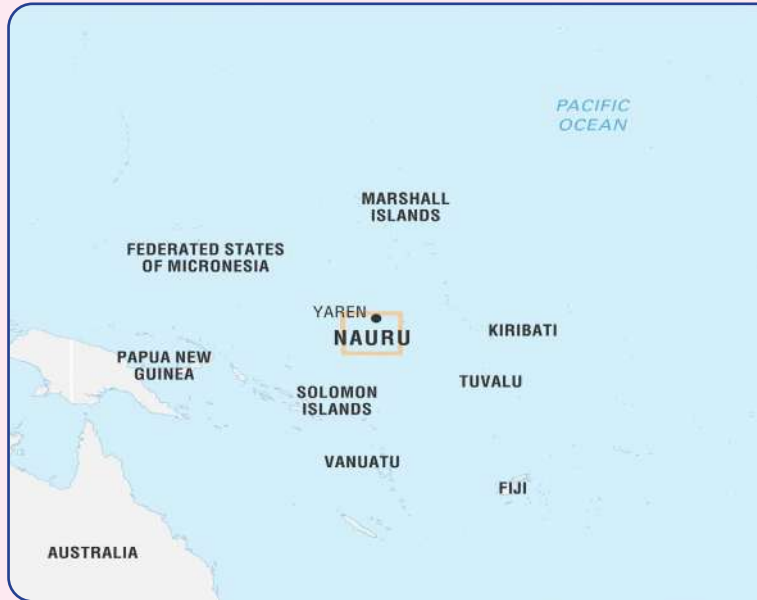 PACIFIC
OCEAN
MARSHALL
ISLANDS
FEDERATED STATES
OF MICRONESIA
YAREN
NAURU
KIRIBATI
PAPUA NEW
GUINEA
TUVALU
SOLOMON
ISLANDS
VANUATU
FIJI
AUSTRALIA